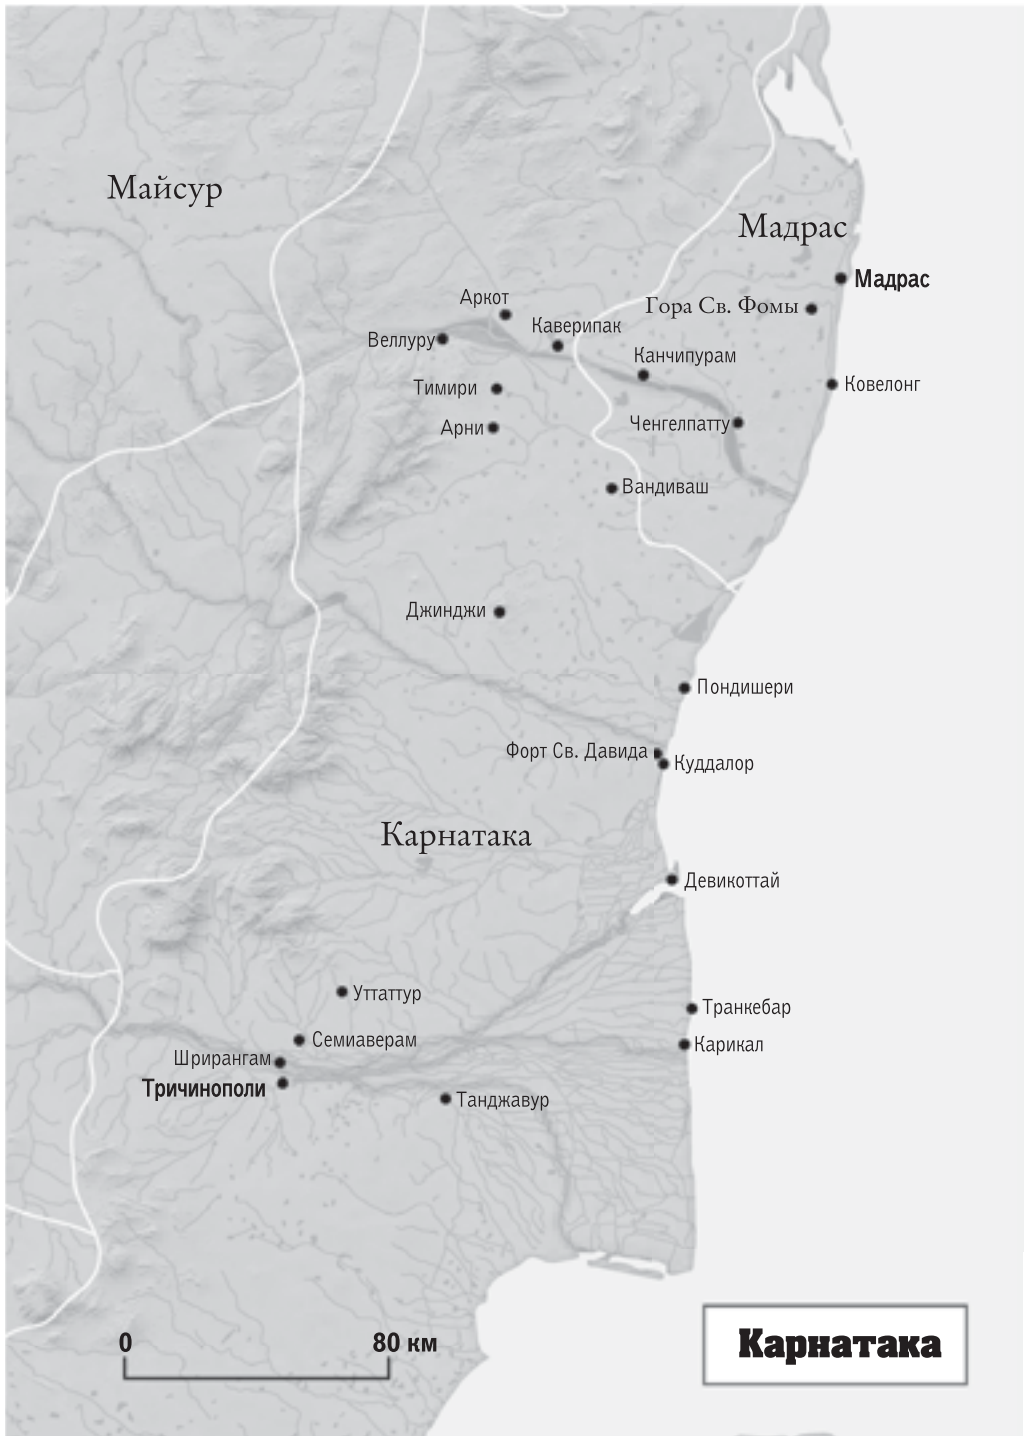 Майсур
Мадрас
Мадрас
Аркот
Гора Св. Фомы
Каверипак
Веллуру
Канчипурам
Тимири
Ковелонг
Арни
Ченгелпатту
Вандиваш
Джинджи
Пондишери
Форт Св. Давида
Куддалор
Карнатака
Девикоттай
Уттаттур
Транкебар
Семиаверам
Карикал
Шрирангам
Тричинополи
Танджавур
0
80 км
Карнатака